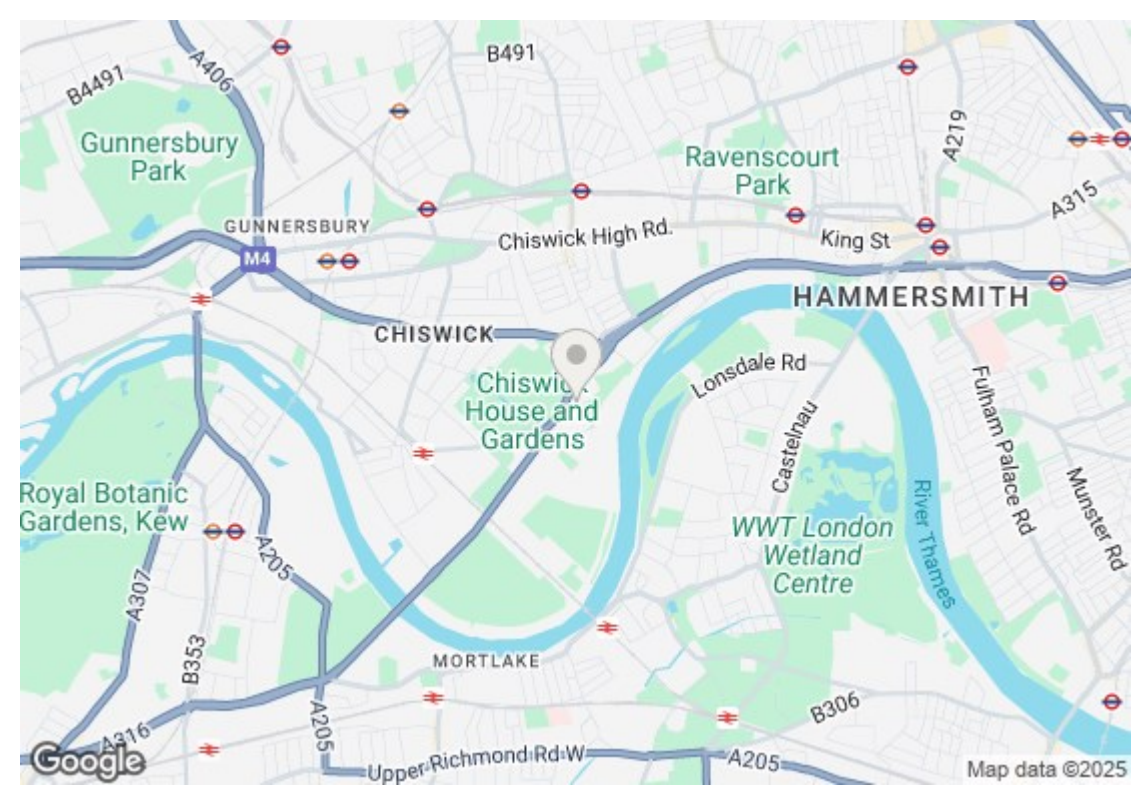 A406
B491
B4491
A219
Gunnersbury
Park
Ravenscourt
Park
A315
GUNNERSBURY
Chiswick High Rd.
King St
M4
HAMMERSMITH
CHISWICK
Lonsdale Rd
Chiswick
House and
Gardens
Fulham Palace Rd
Castelnau
Munster Rd
Royal Botanic
Gardens, Kew
River Thames
WWT London
Wetland
Centre
A205
A307
B353
MORTLAKE
B306
A316
A205
Upper Richmond Rd W
A205
Google
Map data ©2025